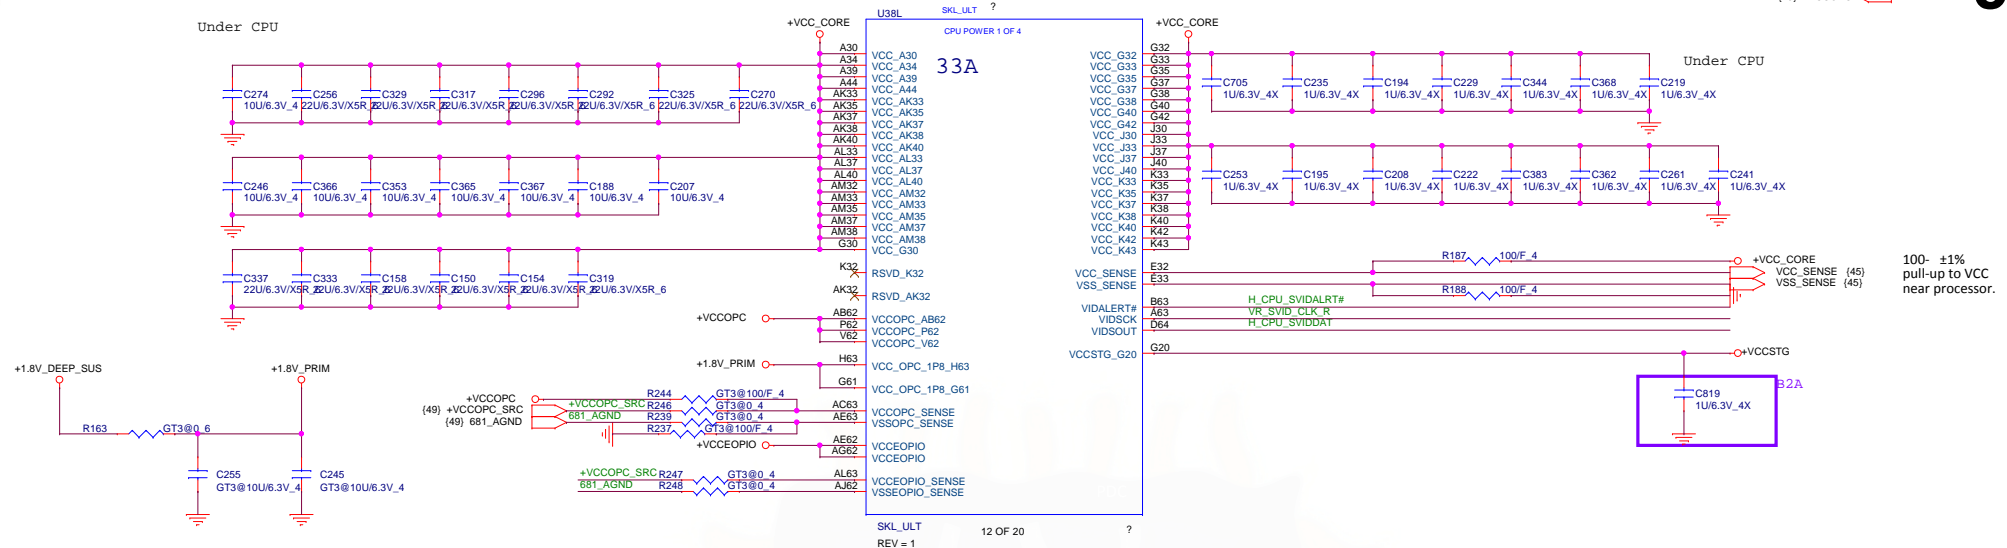 U38L
SKL_ULT ?
+VCC_CORE
+VCC_CORE
Under CPU
CPU POWER 1 OF 4
33A
Under CPU
A30 VCC_A30
A34 VCC_A34
A39 VCC_A39
A44 VCC_A44
AK33 VCC_AK33
AK35 VCC_AK35
AK37 VCC_AK37
AK38 VCC_AK38
AK40 VCC_AK40
AL33 VCC_AL33
AL37 VCC_AL37
AL40 VCC_AL40
AM32 VCC_AM32
AM33 VCC_AM33
AM35 VCC_AM35
AM37 VCC_AM37
AM38 VCC_AM38
G30 VCC_G30
K32 RSVD_K32
AK32 RSVD_AK32
AB62 VCCOPC_AB62
P62 VCCOPC_P62
V62 VCCOPC_V62
H63 VCC_OPC_1P8_H63
G61 VCC_OPC_1P8_G61
AC63 VCCOPC_SENSE
AE63 VSSOPC_SENSE
AE62 VCCEOPIO
AG62 VCCEOPIO
AL63 VCCEOPIO_SENSE
AJ62 VSSEOPIO_SENSE
VCC_G32 G32
VCC_G33 G33
VCC_G35 G35
VCC_G37 G37
VCC_G38 G38
VCC_G40 G40
VCC_G42 G42
VCC_J30 J30
VCC_J33 J33
VCC_J37 J37
VCC_J40 J40
VCC_K33 K33
VCC_K35 K35
VCC_K37 K37
VCC_K38 K38
VCC_K40 K40
VCC_K42 K42
VCC_K43 K43
VCC_SENSE E32
VSS_SENSE E33
VIDALERT# B63
VIDSCK A63
VIDSOUT D64
VCCSTG_G20 G20
C274 C256 C329 C317 C296 C292 C325 C270
10U/6.3V_4 22U/6.3V/X5R_6 22U/6.3V/X5R_6 22U/6.3V/X5R_6 22U/6.3V/X5R_6 22U/6.3V/X5R_6 22U/6.3V/X5R_6 22U/6.3V/X5R_6
C246 C366 C353 C365 C367 C188 C207
10U/6.3V_4 10U/6.3V_4 10U/6.3V_4 10U/6.3V_4 10U/6.3V_4 10U/6.3V_4 10U/6.3V_4
C337 C333 C158 C150 C154 C319
22U/6.3V/X5R_6 22U/6.3V/X5R_6 22U/6.3V/X5R_6 22U/6.3V/X5R_6 22U/6.3V/X5R_6 22U/6.3V/X5R_6
C705 C235 C194 C229 C344 C368 C219
1U/6.3V_4X 1U/6.3V_4X 1U/6.3V_4X 1U/6.3V_4X 1U/6.3V_4X 1U/6.3V_4X 1U/6.3V_4X
C253 C195 C208 C222 C383 C362 C261 C241
1U/6.3V_4X 1U/6.3V_4X 1U/6.3V_4X 1U/6.3V_4X 1U/6.3V_4X 1U/6.3V_4X 1U/6.3V_4X 1U/6.3V_4X
R187 100/F_4 +VCC_CORE
VCC_SENSE {45}
VSS_SENSE {45}
R188 100/F_4
100- ±1%
pull-up to VCC
near processor.
H_CPU_SVIDALRT#
VR_SVID_CLK_R
H_CPU_SVIDDAT
+VCCSTG
B2A
C819
1U/6.3V_4X
+VCCOPC
+1.8V_PRIM
+VCCOPC R244 GT3@100/F_4
{49} +VCCOPC_SRC +VCCOPC_SRC R246 GT3@0_4
{49} 681_AGND 681_AGND R239 GT3@0_4
R237 GT3@100/F_4
+VCCEOPIO
+VCCOPC_SRC R247 GT3@0_4
681_AGND R248 GT3@0_4
+1.8V_DEEP_SUS +1.8V_PRIM
R163 GT3@0_6
C255 C245
GT3@10U/6.3V_4 GT3@10U/6.3V_4
SKL_ULT 12 OF 20 ?
REV = 1